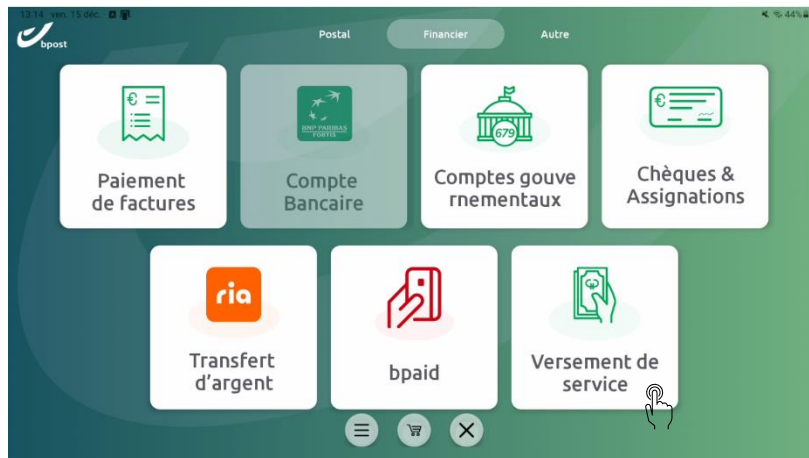 13:14 ven. 15 déc.
44%
bpost
Postal
Financier
Autre
€
BNP PARIBAS
FORTIS
679
€
Paiement
de factures
Compte
Bancaire
Comptes gouve
rnementaux
Chèques &
Assignations
ria
Transfert
d'argent
bpaid
Versement de
service